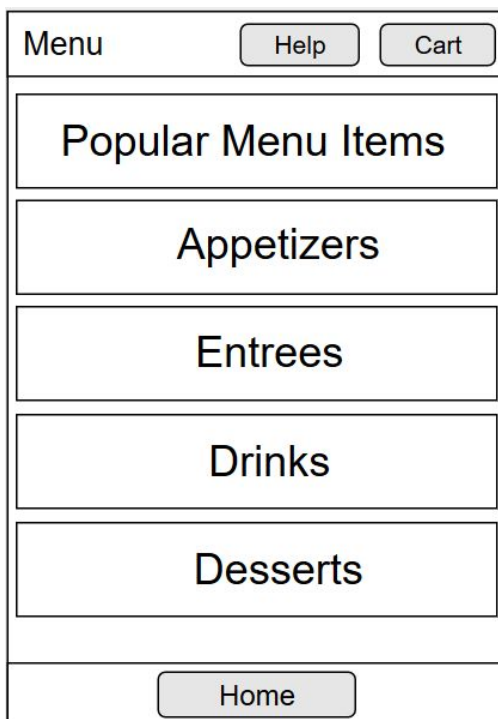 Menu Help Cart
Popular Menu Items
Appetizers
Entrees
Drinks
Desserts
Home